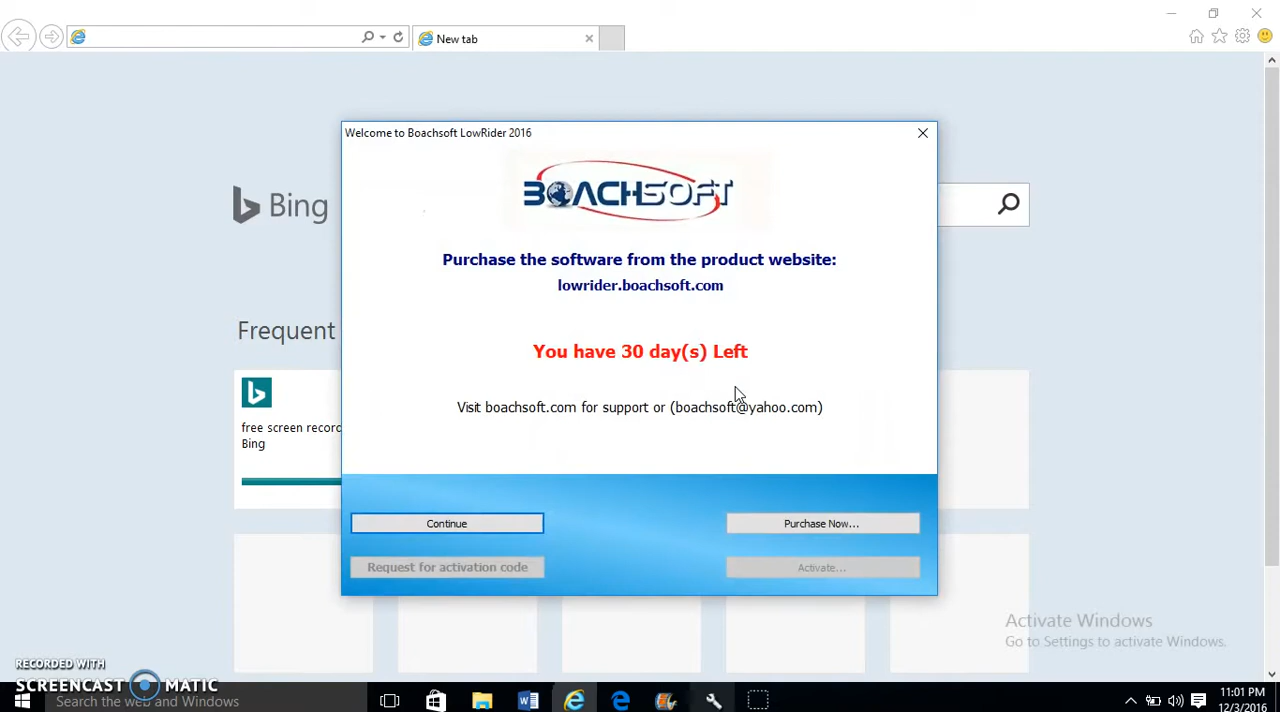 New tab
Welcome to Boachsoft LowRider 2016
BOACHSOFT
Bing
Purchase the software from the product website:
lowrider.boachsoft.com
Frequent
You have 30 day(s) Left
Visit boachsoft.com for support or (boachsoft@yahoo.com)
free screen record
Bing
Continue
Purchase Now...
Request for activation code
Activate...
Activate Windows
Go to Settings to activate Windows.
RECORDED WITH
SCREENCAST MATIC
Search the web and Windows
11:01 PM
12/3/2016